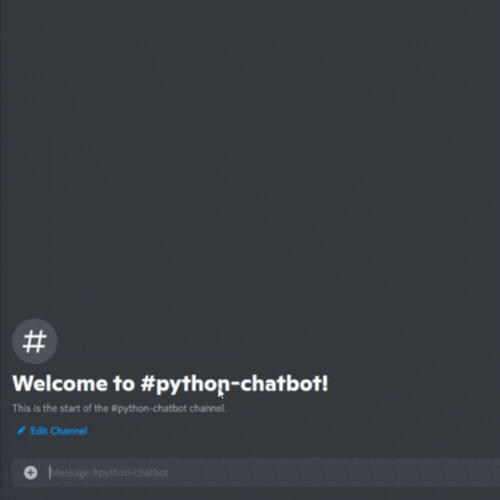 #
Welcome to #python-chatbot!
This is the start of the #python-chatbot channel.
Edit Channel
Message #python-chatbot